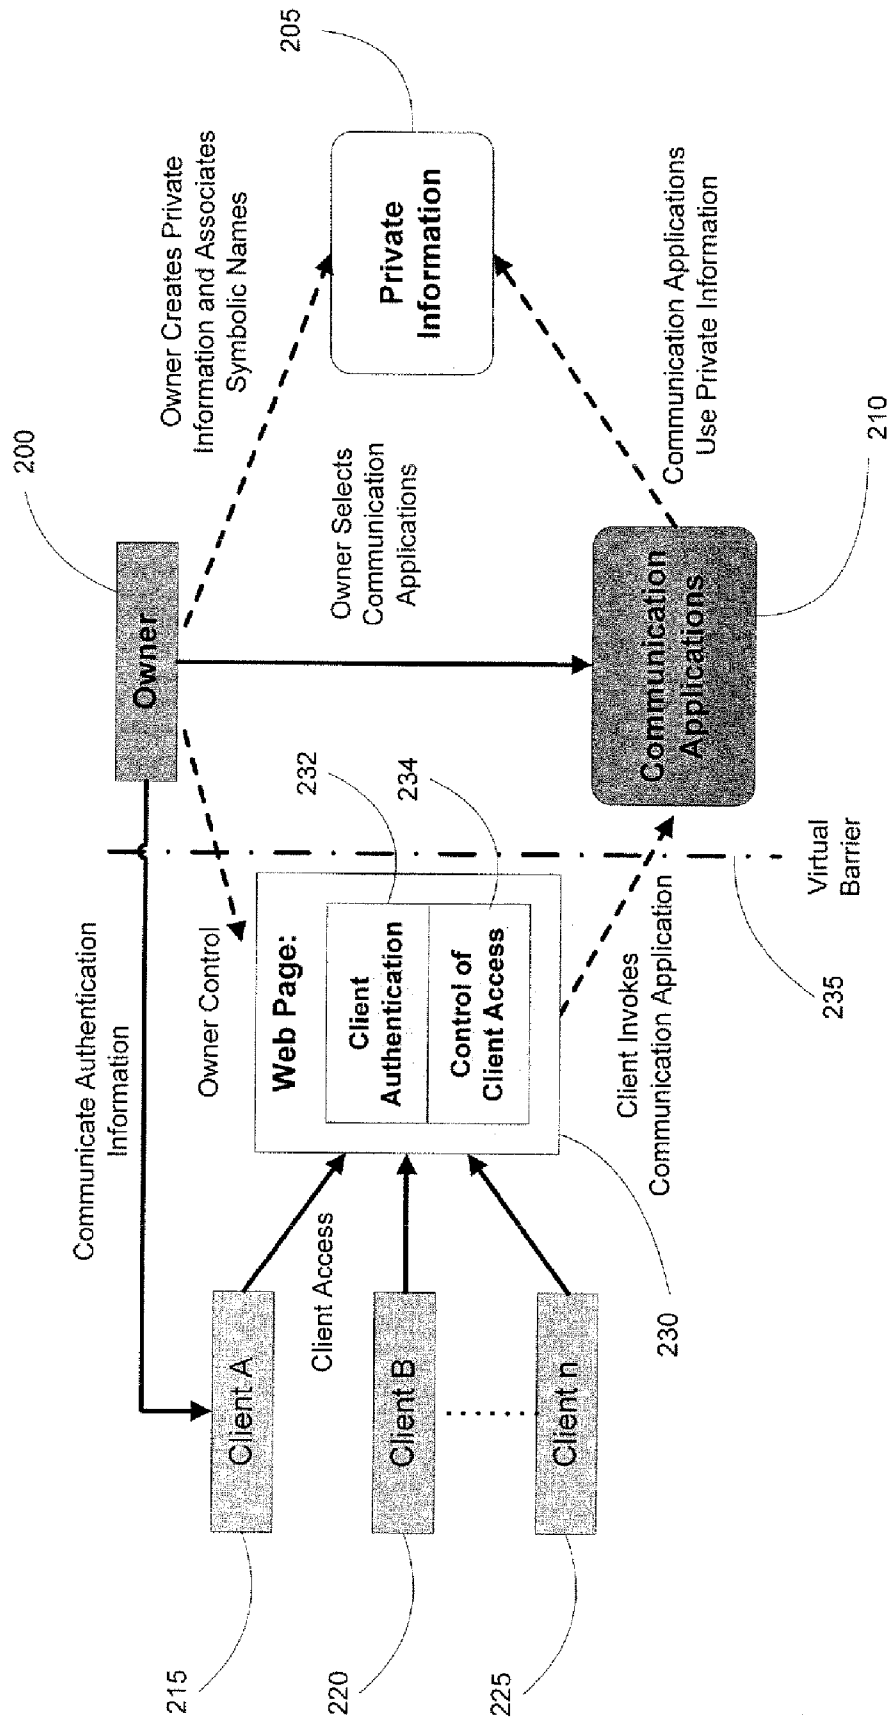 Communicate Authentication
Information
200
Owner
Owner Creates Private
Information and Associates
Symbolic Names
205
Private
Information
Owner Control
232
234
Owner Selects
Communication
Applications
215
Client A
Client Access
220
Client B
225
Client n
Web Page:
Client
Authentication
Control of
Client Access
230
Client Invokes
Communication Application
235
Virtual
Barrier
Communication
Applications
210
Communication Applications
Use Private Information